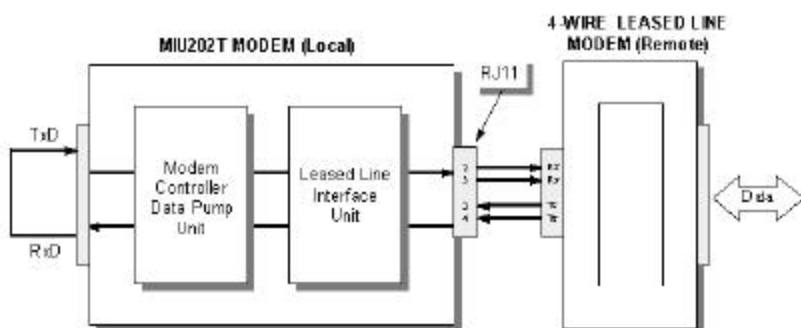 MIU202T MODEM (Local)
4-WIRE LEASED LINE
MODEM (Remote)
RJ11
TxD
RxD
Modem
Controller
Data Pump
Unit
Leased Line
Interface
Unit
Data